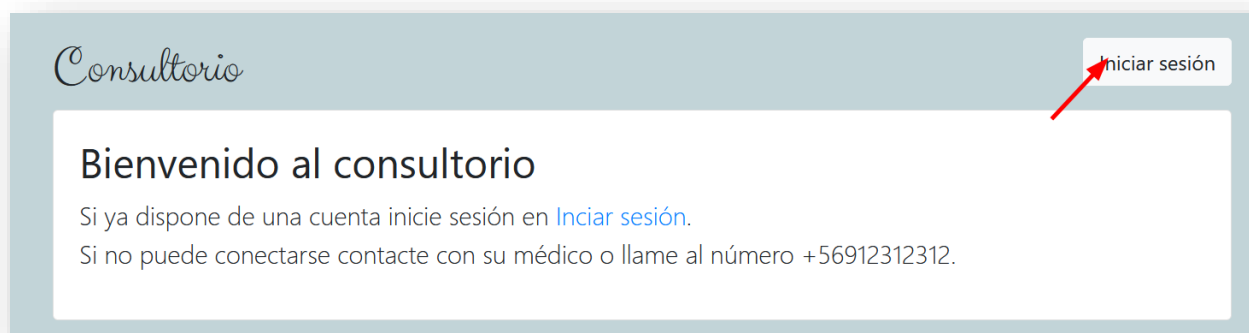 Consultorio
Iniciar sesión
Bienvenido al consultorio
Si ya dispone de una cuenta inicie sesión en Inciar sesión.
Si no puede conectarse contacte con su médico o llame al número +56912312312.